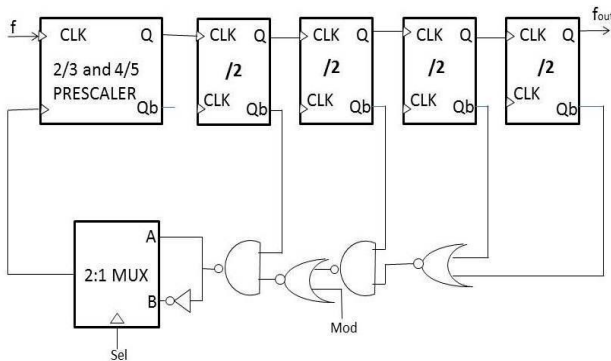 f
CLK Q
2/3 and 4/5
PRESCALER
Qb
CLK Q
/2
CLK
Qb
CLK Q
/2
CLK
Qb
CLK Q
/2
CLK
Qb
CLK Q
/2
CLK
Qb
fout
A
2:1 MUX
B
Sel
Mod